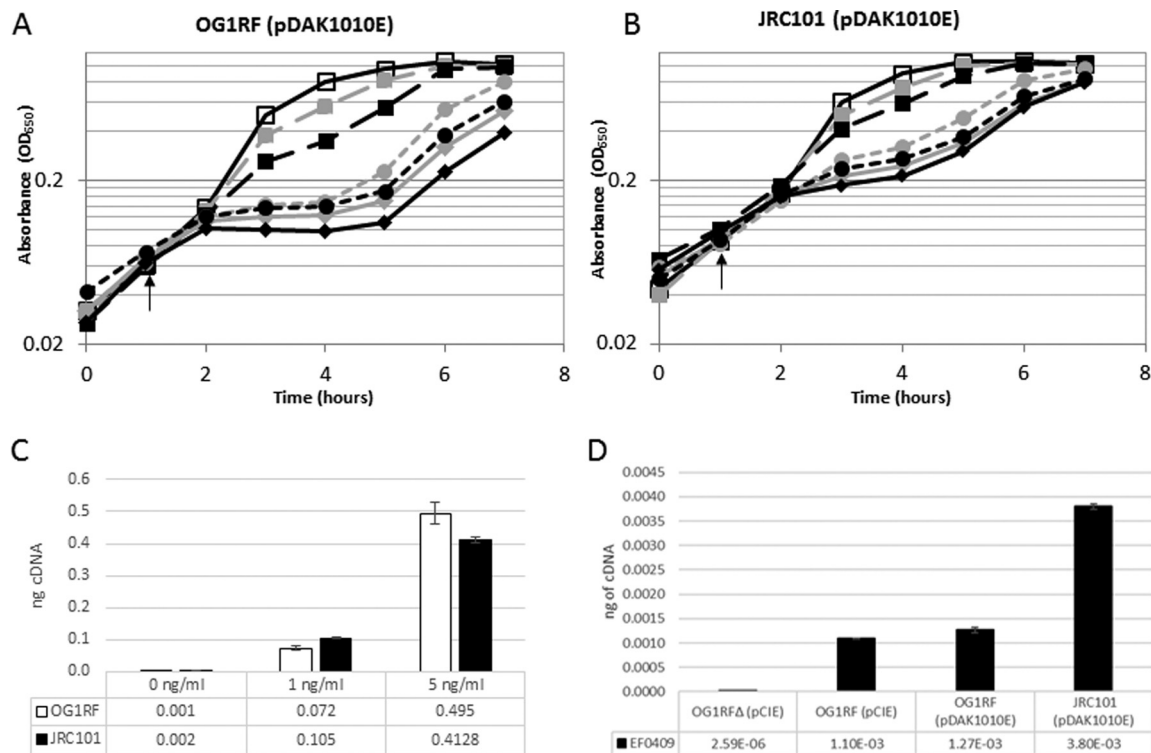 A
OG1RF (pDAK1010E)
Absorbance (OD650)
0.2
0.02
0 2 4 6 8
Time (hours)
B
JRC101 (pDAK1010E)
Absorbance (OD650)
0.2
0.02
0 2 4 6 8
Time (hours)
C
ng cDNA
0.6
0.5
0.4
0.3
0.2
0.1
0.0
0 ng/ml 1 ng/ml 5 ng/ml
OG1RF 0.001 0.072 0.495
JRC101 0.002 0.105 0.4128
D
ng of cDNA
0.0045
0.0040
0.0035
0.0030
0.0025
0.0020
0.0015
0.0010
0.0005
0.0000
OG1RFΔ (pCIE) OG1RF (pCIE) OG1RF (pDAK1010E) JRC101 (pDAK1010E)
EF0409 2.59E-06 1.10E-03 1.27E-03 3.80E-03